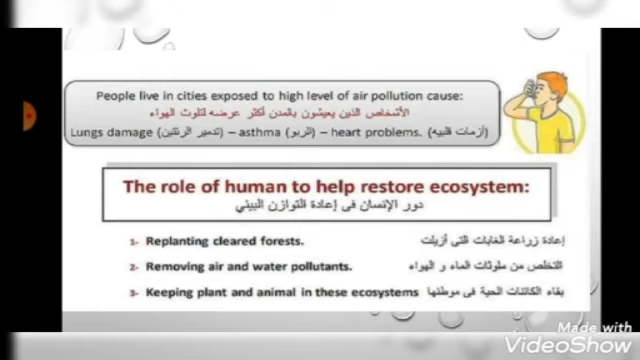 People live in cities exposed to high level of air pollution cause:
الأشخاص الذين يعيشون بالمدن أكثر عرضه لتلوث الهواء
Lungs damage (تدمير الرئتين) – asthma (الربو) – heart problems. (أزمات قلبيه)
The role of human to help restore ecosystem:
دور الإنسان فى إعادة التوازن البيئي
1- Replanting cleared forests. إعادة زراعة الغابات التى أزيلت
2- Removing air and water pollutants. التخلص من ملوثات الماء و الهواء
3- Keeping plant and animal in these ecosystems بقاء الكائنات الحية فى موطنها
Made with
VideoShow